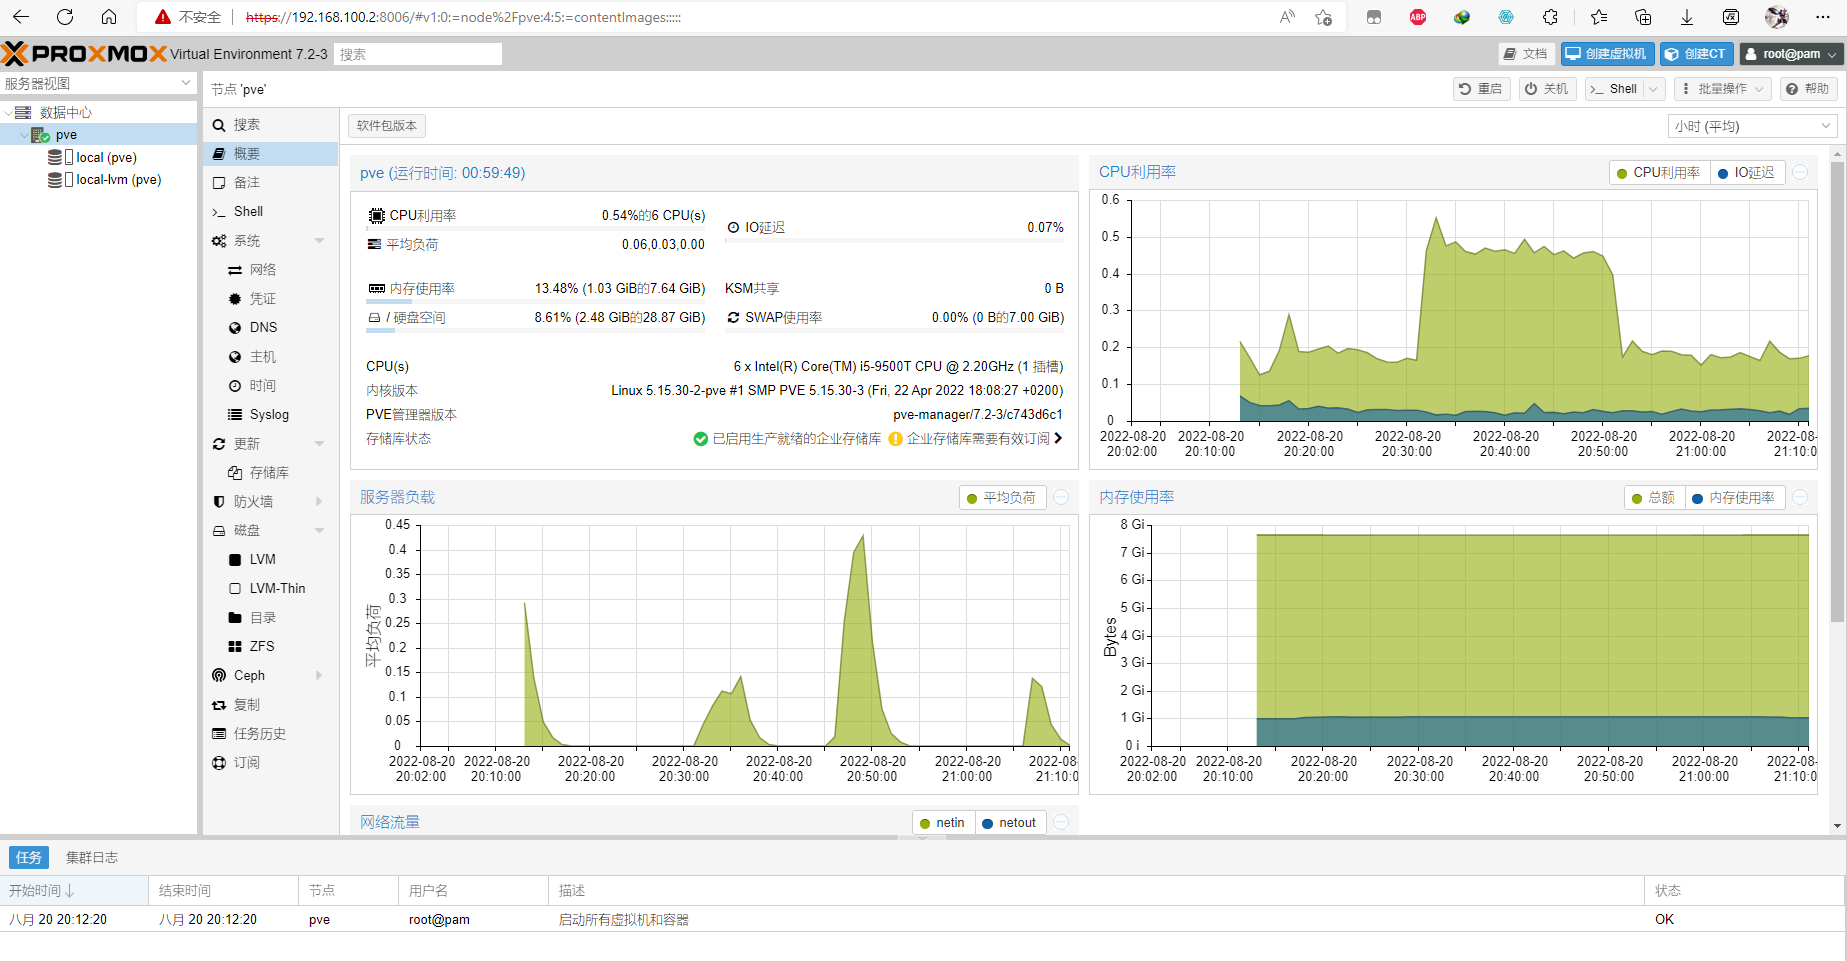 不安全
https://192.168.100.2:8006/#v1:0:=node%2Fpve:4:5:=contentImages:::::
ABP
PROXMOX Virtual Environment 7.2-3
搜索
文档
创建虚拟机
创建CT
root@pam
服务器视图
数据中心
pve
local (pve)
local-lvm (pve)
节点 'pve'
重启
关机
Shell
批量操作
帮助
搜索
概要
备注
Shell
系统
网络
凭证
DNS
主机
时间
Syslog
更新
存储库
防火墙
磁盘
LVM
LVM-Thin
目录
ZFS
Ceph
复制
任务历史
订阅
软件包版本
小时 (平均)
pve (运行时间: 00:59:49)
CPU利用率
0.54%的6 CPU(s)
IO延迟
0.07%
平均负荷
0.06,0.03,0.00
内存使用率
13.48% (1.03 GiB的7.64 GiB)
KSM共享
0 B
/ 硬盘空间
8.61% (2.48 GiB的28.87 GiB)
SWAP使用率
0.00% (0 B的7.00 GiB)
CPU(s)
6 x Intel(R) Core(TM) i5-9500T CPU @ 2.20GHz (1 插槽)
内核版本
Linux 5.15.30-2-pve #1 SMP PVE 5.15.30-3 (Fri, 22 Apr 2022 18:08:27 +0200)
PVE管理器版本
pve-manager/7.2-3/c743d6c1
存储库状态
已启用生产就绪的企业存储库
企业存储库需要有效订阅
CPU利用率
CPU利用率
IO延迟
0.6
0.5
0.4
0.3
0.2
0.1
0
2022-08-20 2022-08-20 2022-08-20 2022-08-20 2022-08-20 2022-08-20 2022-08-20 2022-08-
20:02:00 20:10:00 20:20:00 20:30:00 20:40:00 20:50:00 21:00:00 21:10:0
服务器负载
平均负荷
平均负荷
0.45
0.4
0.35
0.3
0.25
0.2
0.15
0.1
0.05
0
2022-08-20 2022-08-20 2022-08-20 2022-08-20 2022-08-20 2022-08-20 2022-08-20 2022-08-
20:02:00 20:10:00 20:20:00 20:30:00 20:40:00 20:50:00 21:00:00 21:10:0
内存使用率
总额
内存使用率
Bytes
8 Gi
7 Gi
6 Gi
5 Gi
4 Gi
3 Gi
2 Gi
1 Gi
0 i
2022-08-20 2022-08-20 2022-08-20 2022-08-20 2022-08-20 2022-08-20 2022-08-20 2022-08-
20:02:00 20:10:00 20:20:00 20:30:00 20:40:00 20:50:00 21:00:00 21:10:0
网络流量
netin
netout
任务
集群日志
开始时间
结束时间
节点
用户名
描述
状态
八月 20 20:12:20
八月 20 20:12:20
pve
root@pam
启动所有虚拟机和容器
OK